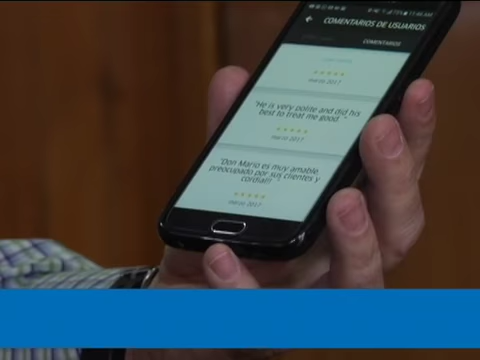 COMENTARIOS DE USUARIOS
COMENTARIOS
marzo 2017
"He is very polite and did his
best to treat me good. "
marzo 2017
"Don Mario es muy amable,
preocupado por sus clientes y
cordial!!
marzo 2017